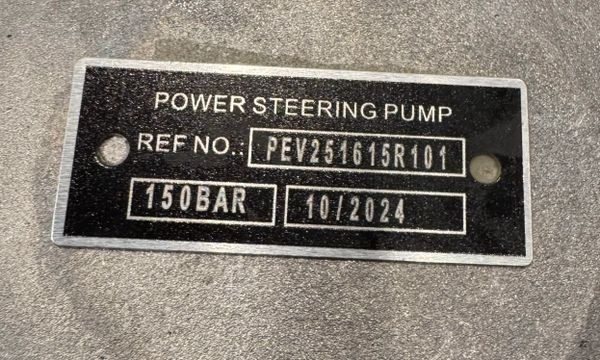 POWER STEERING PUMP
REF NO.: PEV251615R101
150BAR 10/2024